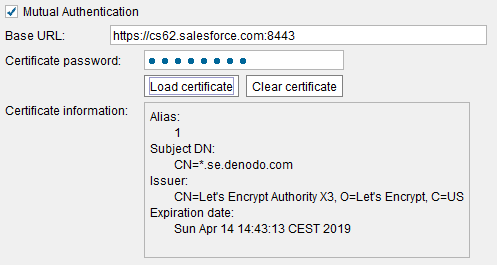 Mutual Authentication
Base URL: https://cs62.salesforce.com:8443
Certificate password:
Load certificate Clear certificate
Certificate information:
Alias:
1
Subject DN:
CN=*.se.denodo.com
Issuer:
CN=Let's Encrypt Authority X3, O=Let's Encrypt, C=US
Expiration date:
Sun Apr 14 14:43:13 CEST 2019